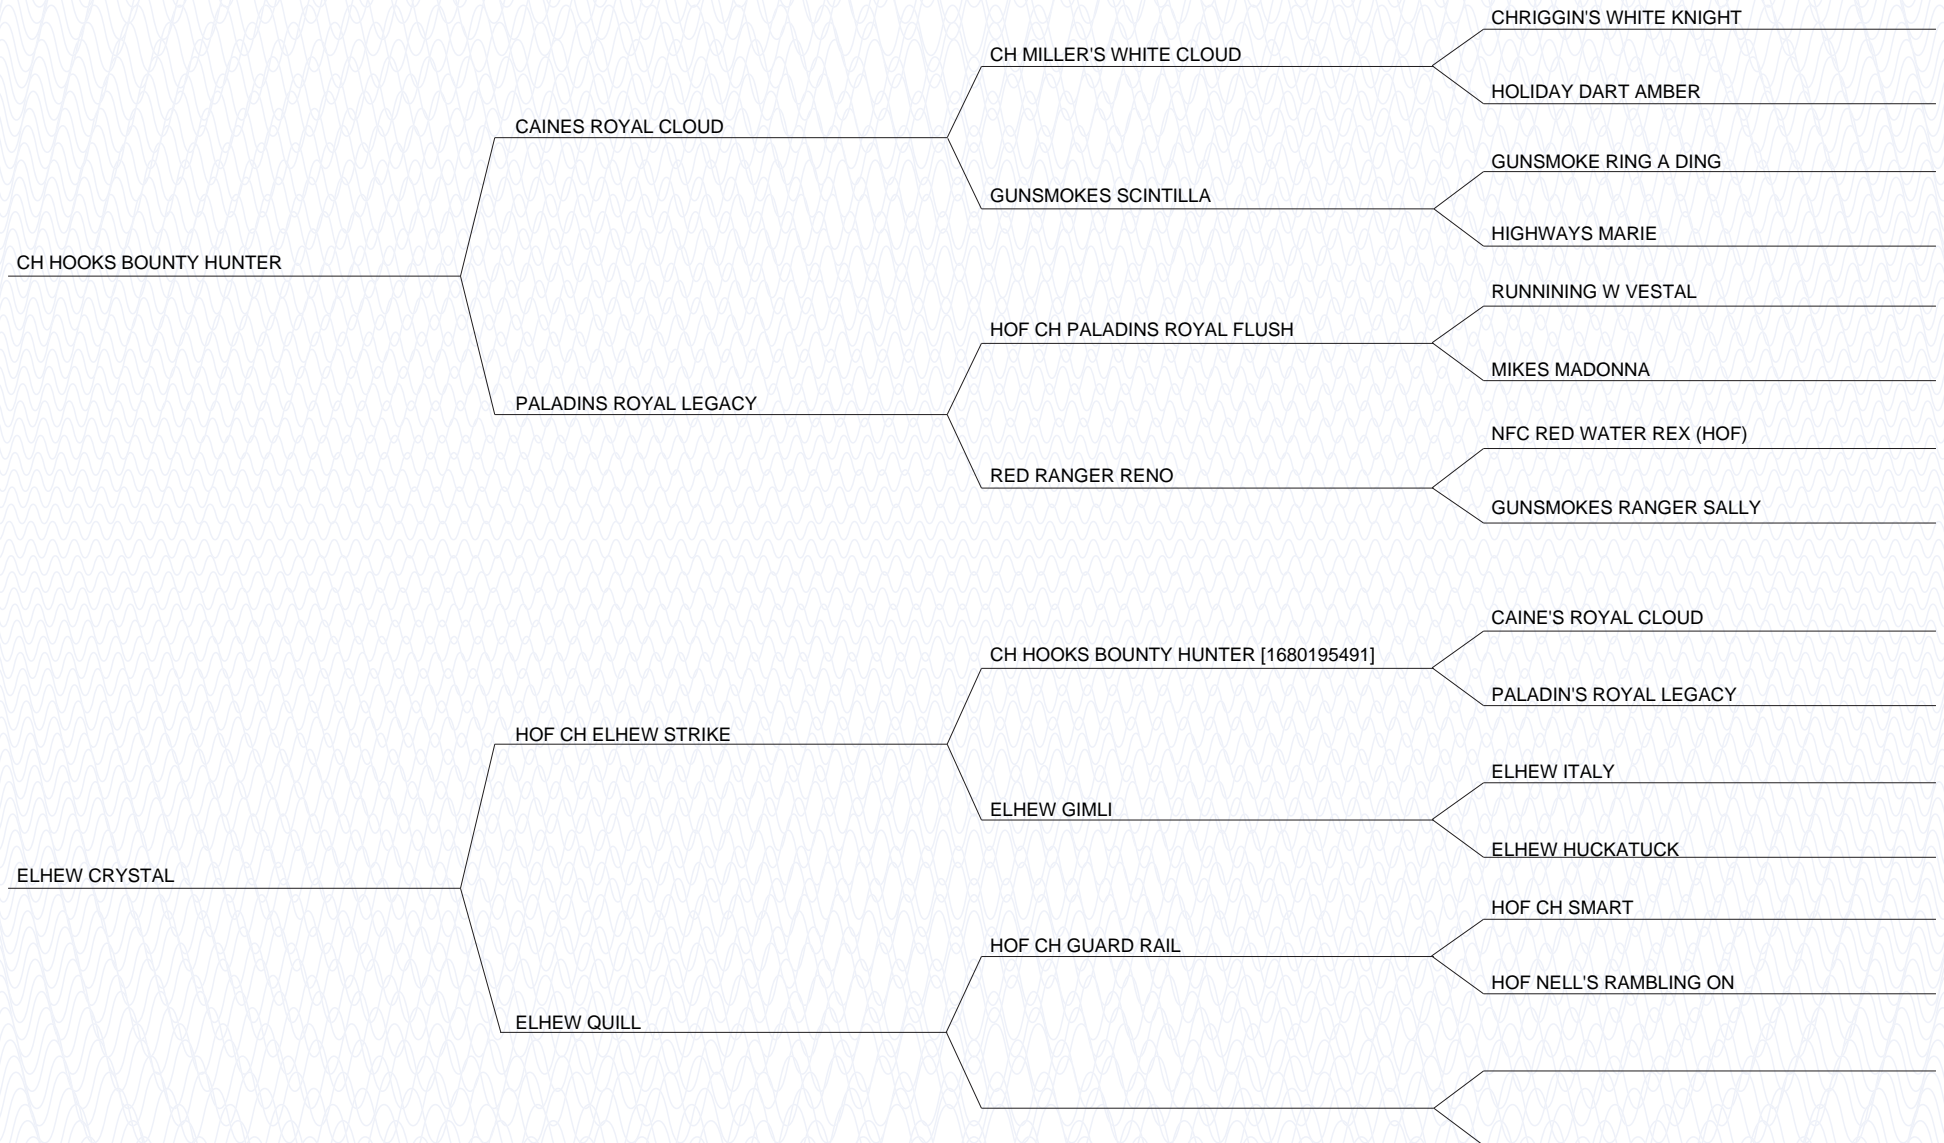 CHRIGGIN'S WHITE KNIGHT
CH MILLER'S WHITE CLOUD
HOLIDAY DART AMBER
CAINES ROYAL CLOUD
GUNSMOKE RING A DING
GUNSMOKES SCINTILLA
HIGHWAYS MARIE
CH HOOKS BOUNTY HUNTER
RUNNINING W VESTAL
HOF CH PALADINS ROYAL FLUSH
MIKES MADONNA
PALADINS ROYAL LEGACY
NFC RED WATER REX (HOF)
RED RANGER RENO
GUNSMOKES RANGER SALLY
CAINE'S ROYAL CLOUD
CH HOOKS BOUNTY HUNTER [1680195491]
PALADIN'S ROYAL LEGACY
HOF CH ELHEW STRIKE
ELHEW ITALY
ELHEW GIMLI
ELHEW HUCKATUCK
ELHEW CRYSTAL
HOF CH SMART
HOF CH GUARD RAIL
HOF NELL'S RAMBLING ON
ELHEW QUILL